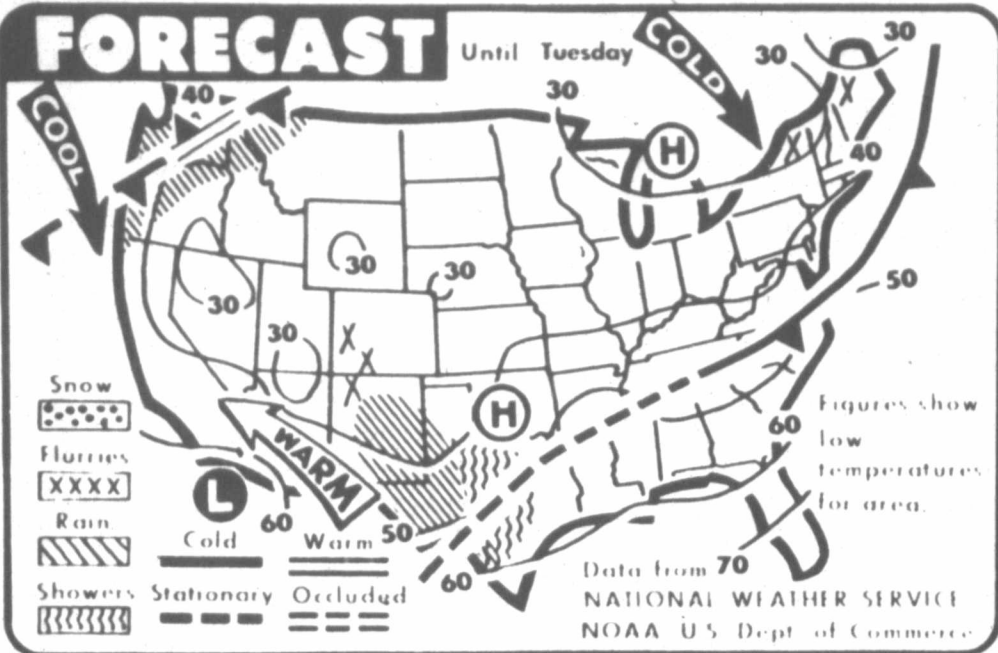 FORECAST
Until Tuesday
COLD
COOL
30
30
30
40
H
40
30
30
30
50
30
Snow
H
Figures show
60
low
Flurries
WARM
temperatures
XXXX
for area.
L
60
50
Rain
Cold
Warm
60
70
Data from
Showers
Stationary
Occluded
NATIONAL WEATHER SERVICE
NOAA U S Dept of Commerce